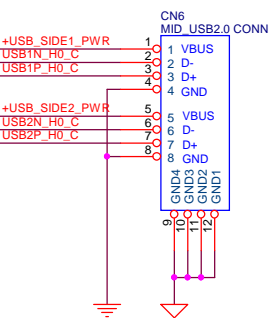 CN6
MID_USB2.0 CONN
+USB_SIDE1_PWR 1 1 VBUS
USB1N_H0_C 2 2 D-
USB1P_H0_C 3 3 D+
4 4 GND
+USB_SIDE2_PWR 5 5 VBUS
USB2N_H0_C 6 6 D-
USB2P_H0_C 7 7 D+
8 8 GND
GND4 GND3 GND2 GND1
9 10 11 12